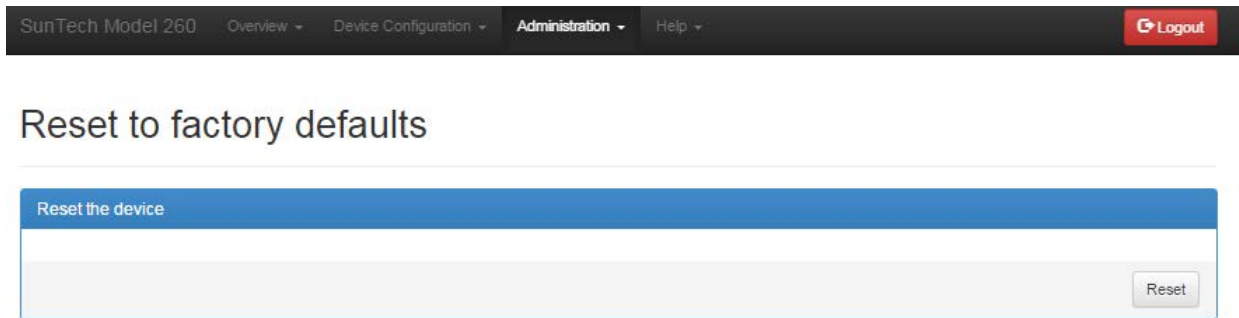 SunTech Model 260 Overview Device Configuration Administration Help Logout
Reset to factory defaults
Reset the device
Reset